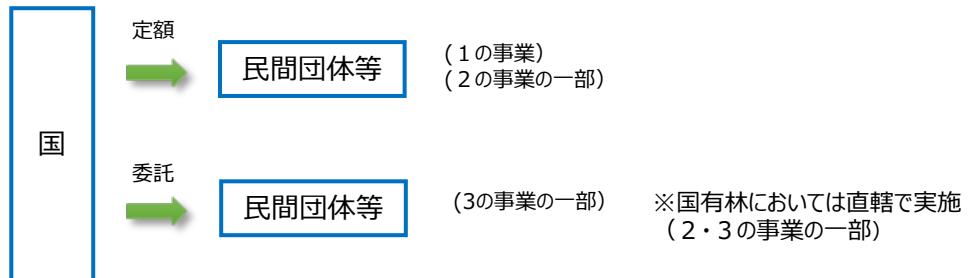 国
定額
民間団体等
(１の事業）
(２の事業の一部）
委託
民間団体等
(3の事業の一部）
※国有林においては直轄で実施
（２・３の事業の一部）